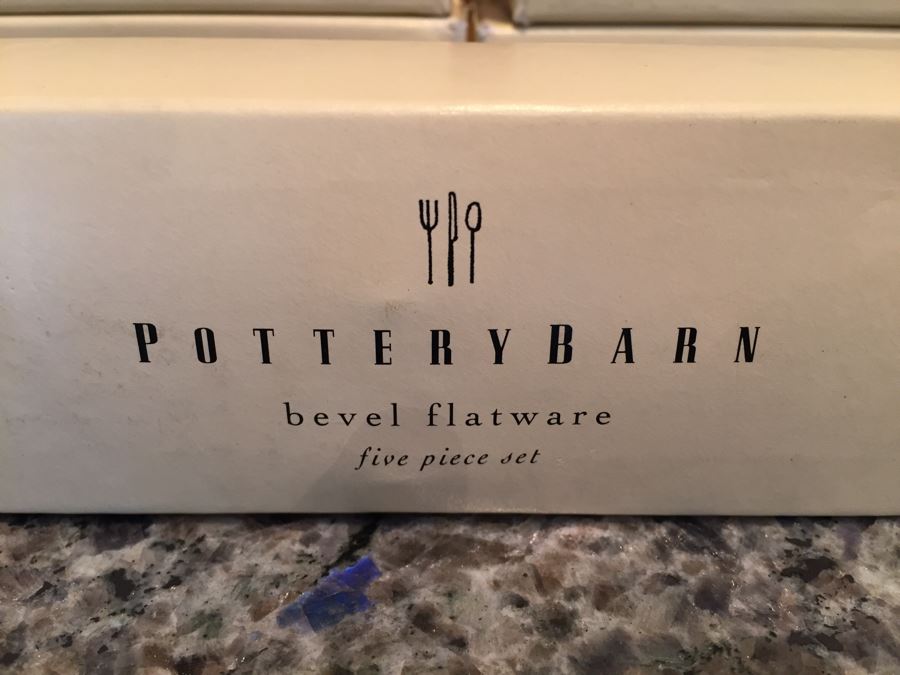 POTTERYBARN
bevel flatware
five piece set